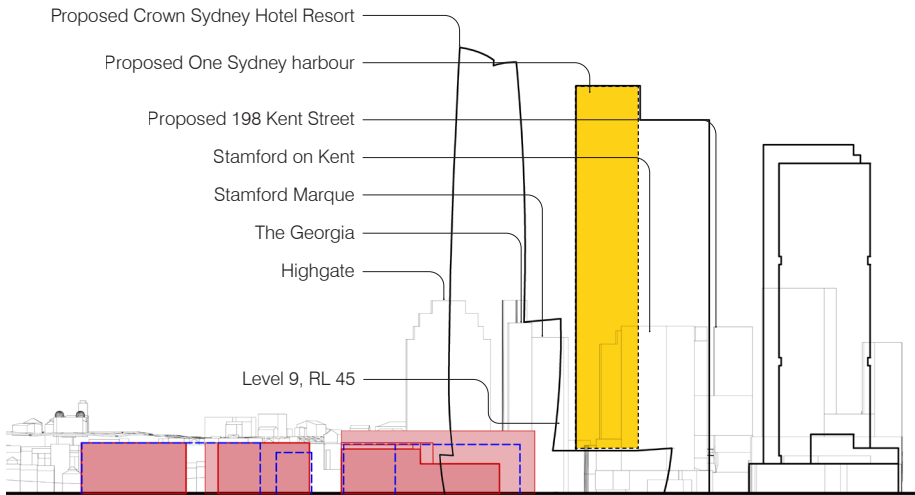 Proposed Crown Sydney Hotel Resort
Proposed One Sydney harbour
Proposed 198 Kent Street
Stamford on Kent
Stamford Marque
The Georgia
Highgate
Level 9, RL 45